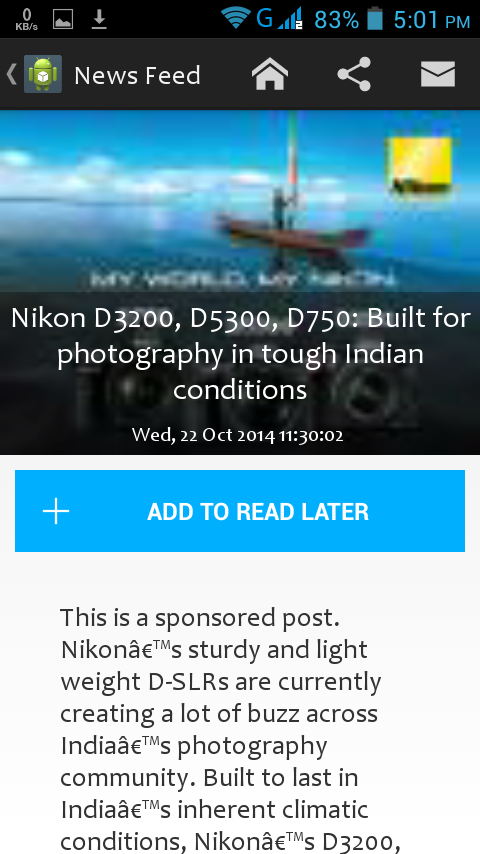 0
KB/s
G
2
83%
5:01 PM
News Feed
Nikon
MY WORLD. MY NIKON.
Nikon D3200, D5300, D750: Built for
photography in tough Indian
conditions
Wed, 22 Oct 2014 11:30:02
ADD TO READ LATER
This is a sponsored post.
Nikonâ€™s sturdy and light
weight D-SLRs are currently
creating a lot of buzz across
Indiaâ€™s photography
community. Built to last in
Indiaâ€™s inherent climatic
conditions, Nikonâ€™s D3200,